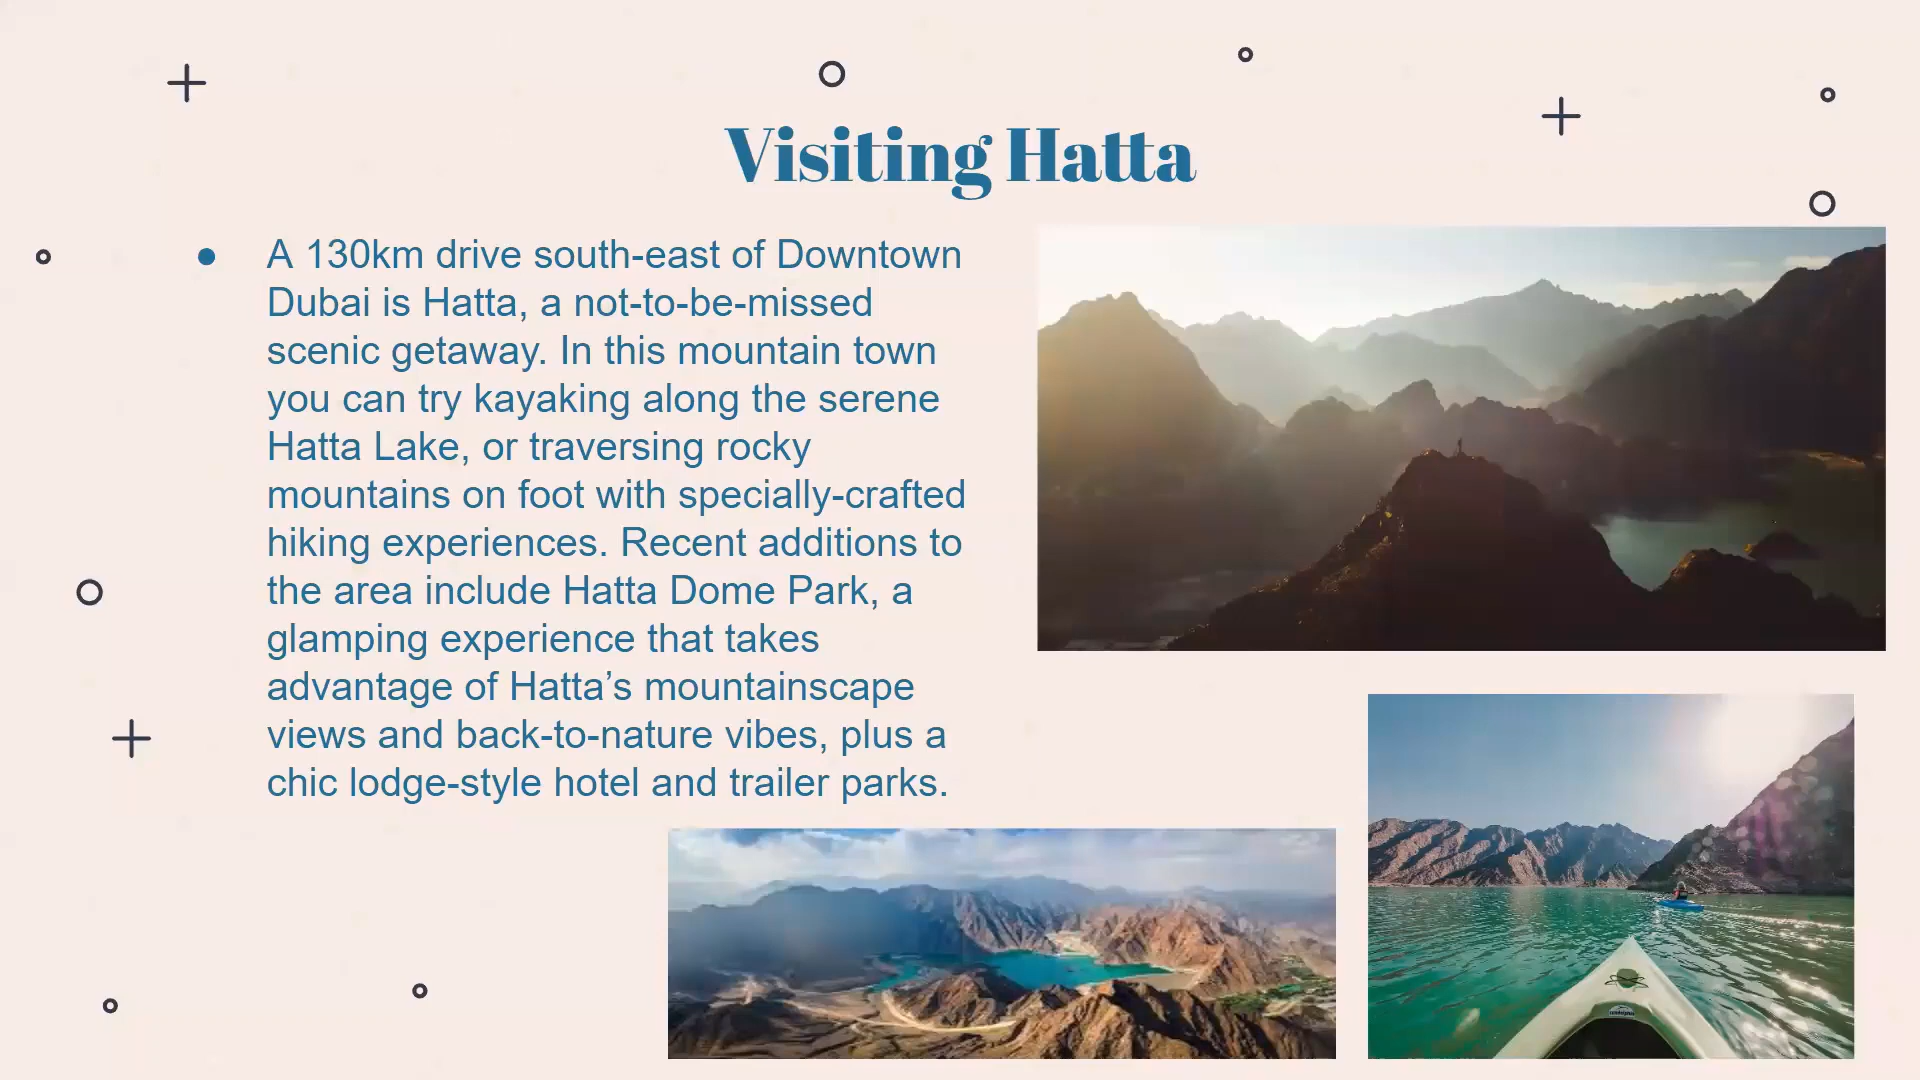 Visiting Hatta
A 130km drive south-east of Downtown
Dubai is Hatta, a not-to-be-missed
scenic getaway. In this mountain town
you can try kayaking along the serene
Hatta Lake, or traversing rocky
mountains on foot with specially-crafted
hiking experiences. Recent additions to
the area include Hatta Dome Park, a
glamping experience that takes
advantage of Hatta’s mountainscape
views and back-to-nature vibes, plus a
chic lodge-style hotel and trailer parks.